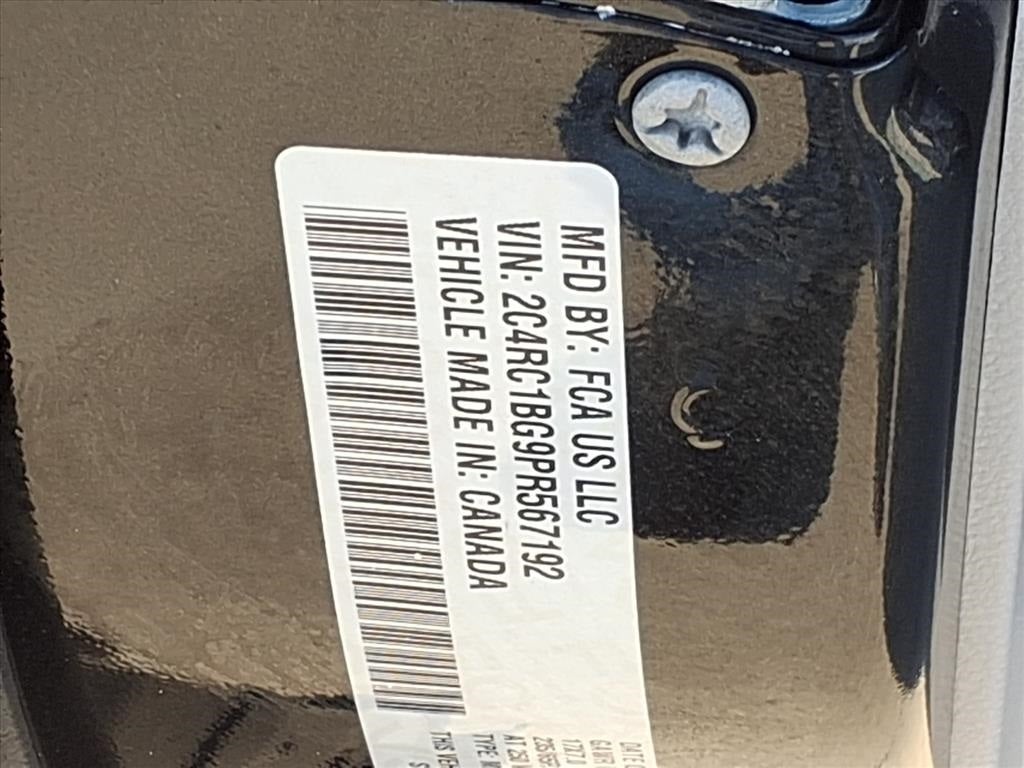 MFD BY: FCA US LLC
VIN: 2C4RC1BG9PR567192
VEHICLE MADE IN: CANADA